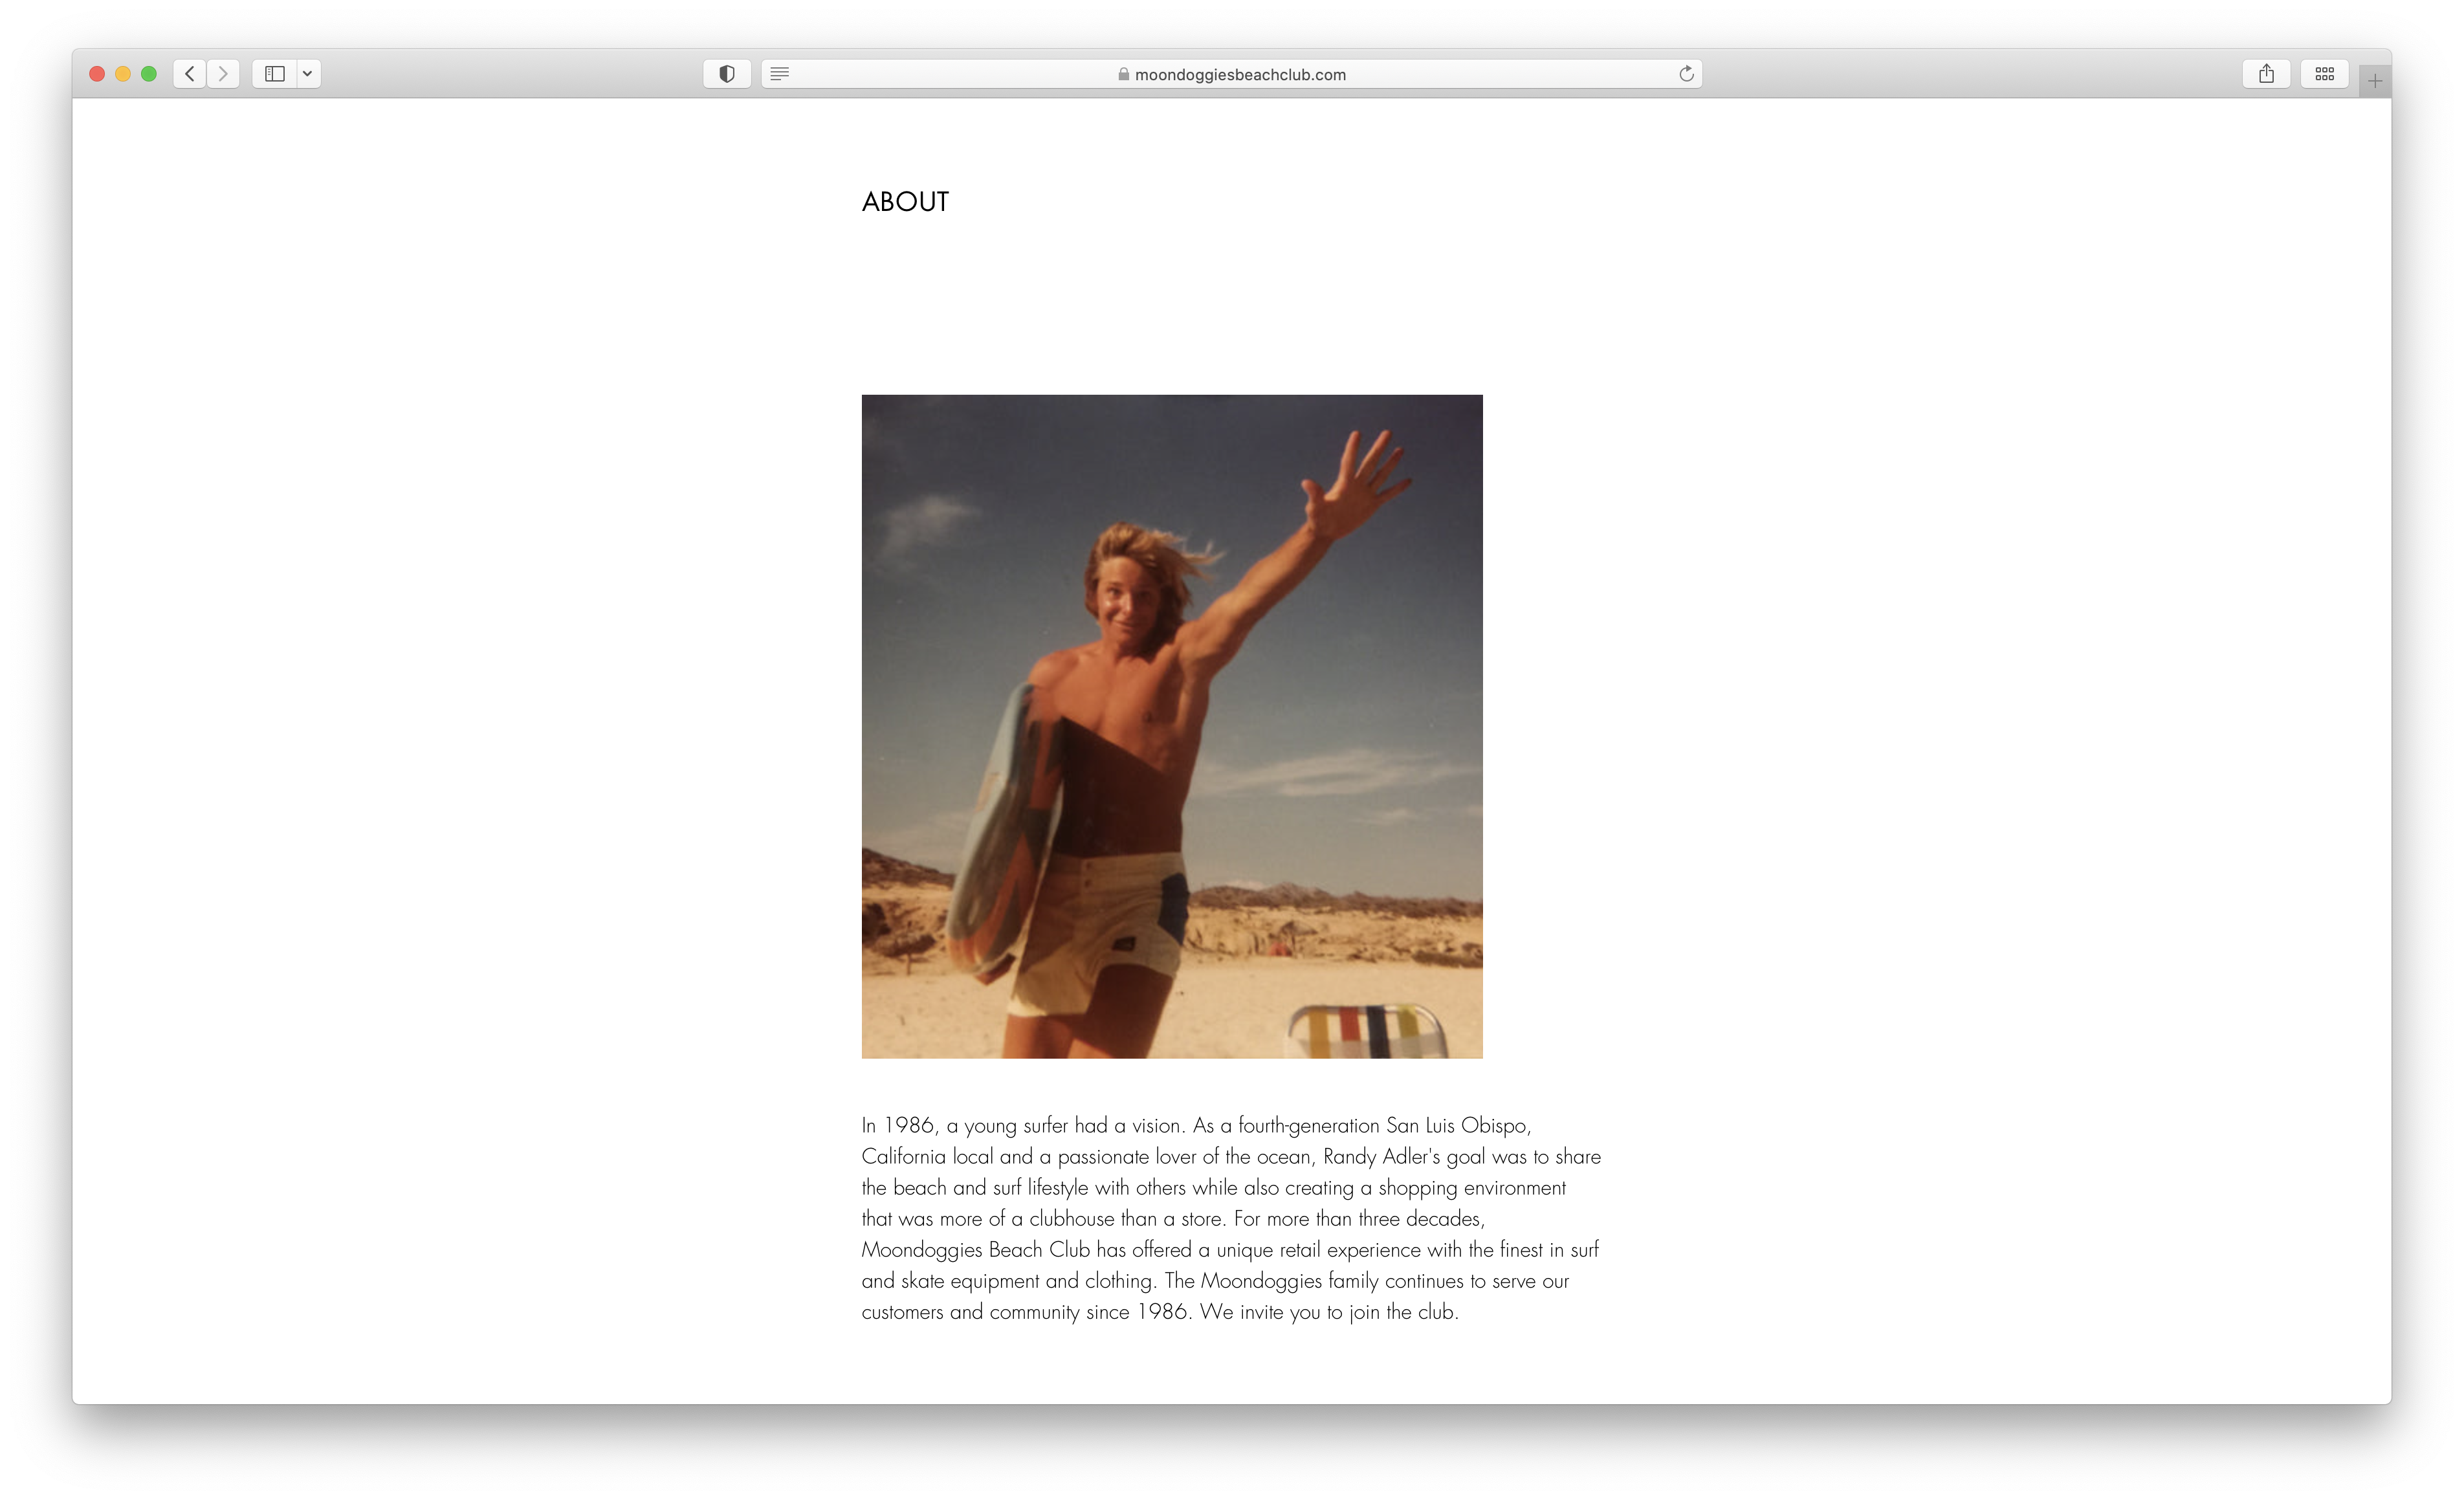 moondoggiesbeachclub.com
ABOUT
In 1986, a young surfer had a vision. As a fourth-generation San Luis Obispo,
California local and a passionate lover of the ocean, Randy Adler's goal was to share
the beach and surf lifestyle with others while also creating a shopping environment
that was more of a clubhouse than a store. For more than three decades,
Moondoggies Beach Club has offered a unique retail experience with the finest in surf
and skate equipment and clothing. The Moondoggies family continues to serve our
customers and community since 1986. We invite you to join the club.